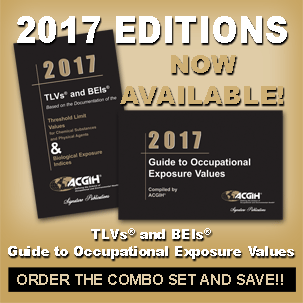 2017 EDITIONS
NOW
AVAILABLE!
2017
TLVs® and BEIs®
Based on the Documentation of the
Threshold Limit
Values
for Chemical Substances
and Physical Agents
&
Biological Exposure
Indices
ACGIH®
Signature Publications
2017
Guide to Occupational
Exposure Values
Compiled by
ACGIH®
ACGIH®
Signature Publications
TLVs® and BEIs®
Guide to Occupational Exposure Values
ORDER THE COMBO SET AND SAVE!!